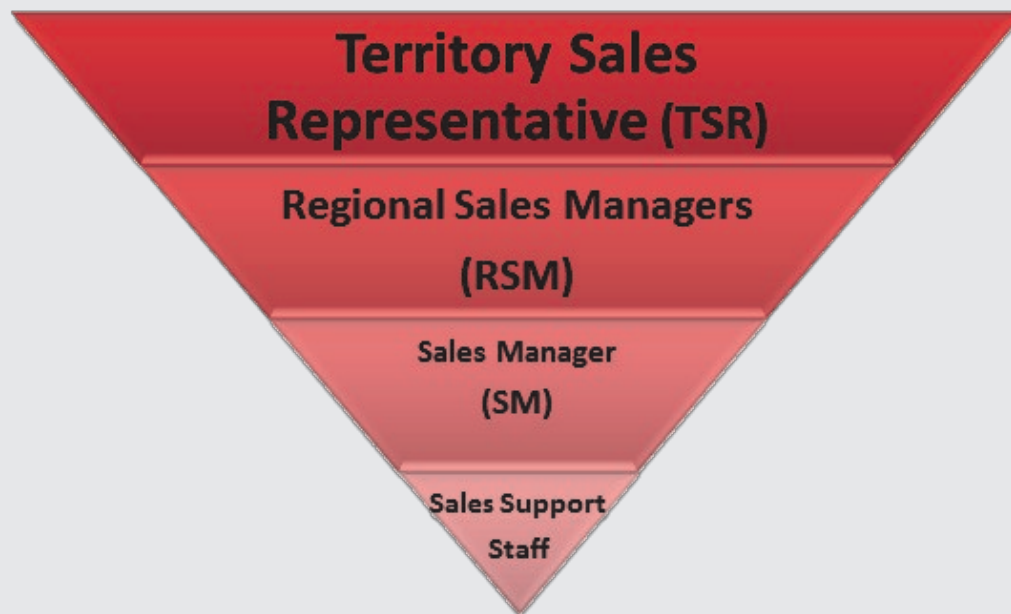 Territory Sales
Representative (TSR)
Regional Sales Managers
(RSM)
Sales Manager
(SM)
Sales Support
Staff